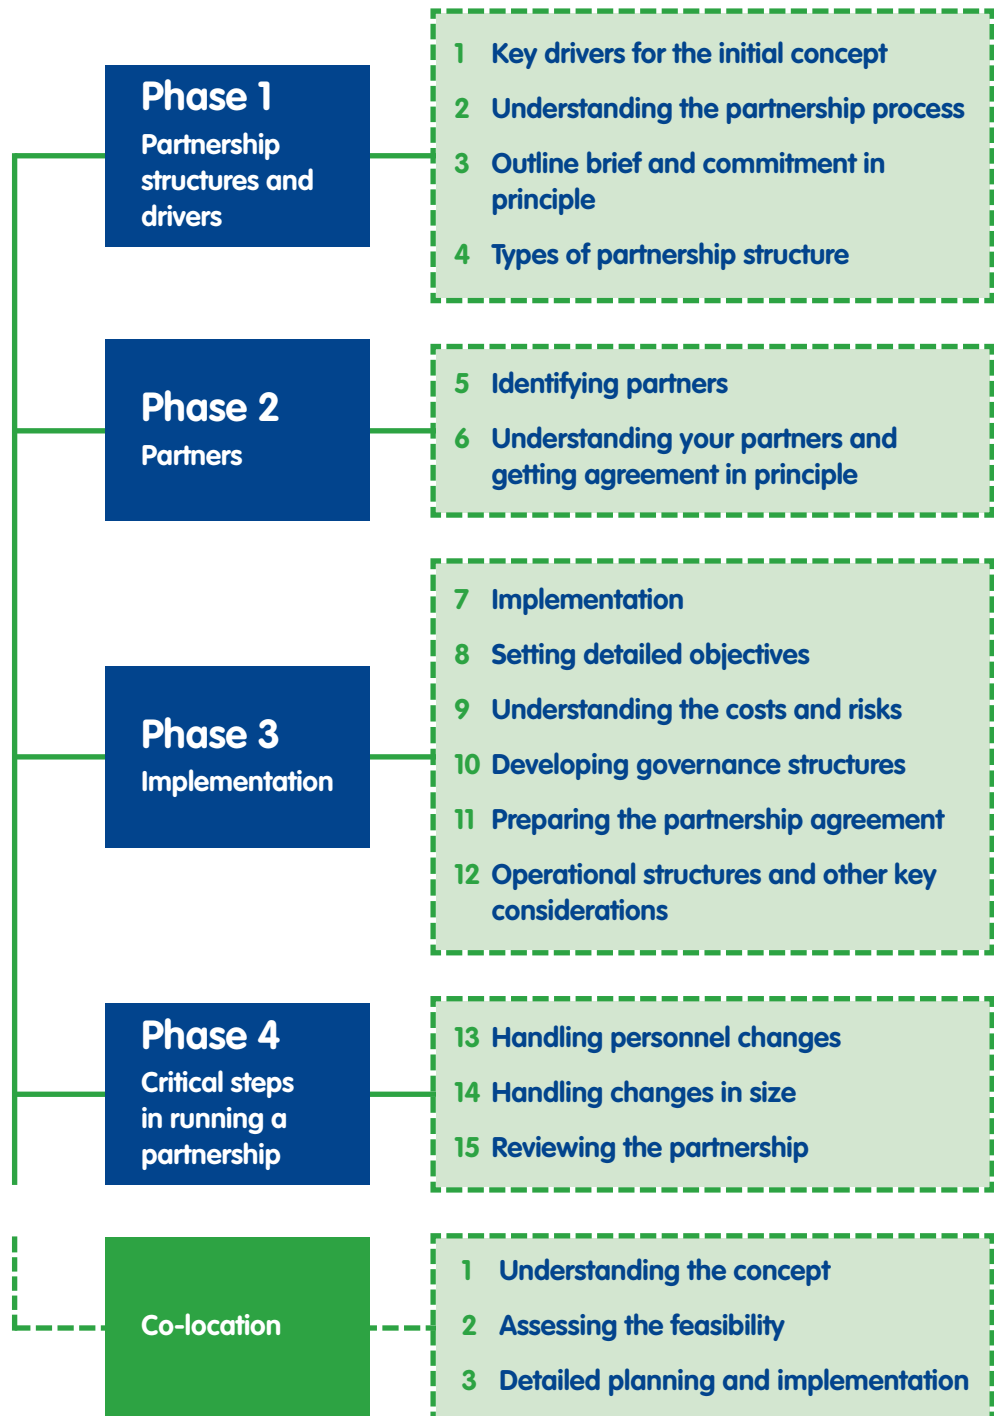 Phase 1
Partnership
structures and
drivers
1 Key drivers for the initial concept
2 Understanding the partnership process
3 Outline brief and commitment in
principle
4 Types of partnership structure
Phase 2
Partners
5 Identifying partners
6 Understanding your partners and
getting agreement in principle
Phase 3
Implementation
7 Implementation
8 Setting detailed objectives
9 Understanding the costs and risks
10 Developing governance structures
11 Preparing the partnership agreement
12 Operational structures and other key
considerations
Phase 4
Critical steps
in running a
partnership
13 Handling personnel changes
14 Handling changes in size
15 Reviewing the partnership
Co-location
1 Understanding the concept
2 Assessing the feasibility
3 Detailed planning and implementation